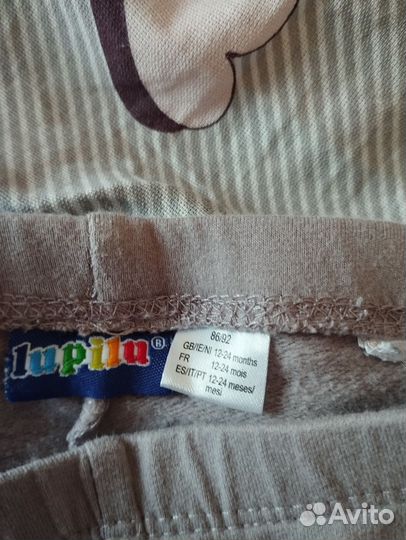 lupilu®
86/92
GB/IE/NI 12-24 months
FR 12-24 mois
ES/IT/PT 12-24 meses/
mesi
Avito